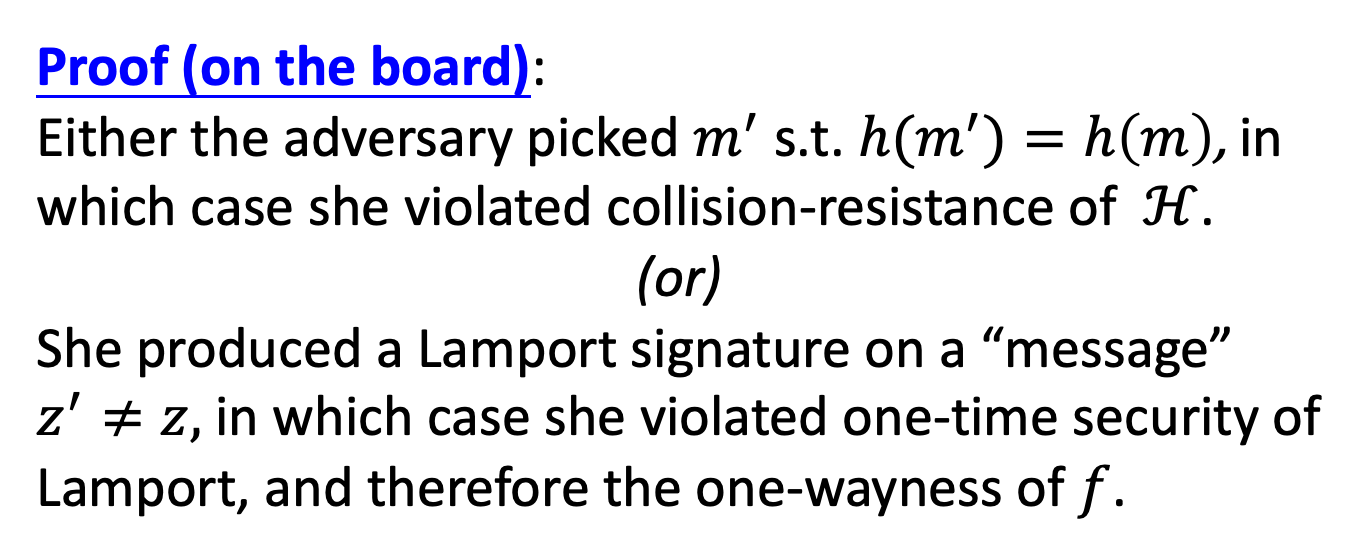 Proof (on the board):
Either the adversary picked m′ s.t. h(m′) = h(m), in
which case she violated collision-resistance of ℋ.
(or)
She produced a Lamport signature on a “message”
z′ ≠ z, in which case she violated one-time security of
Lamport, and therefore the one-wayness of f.